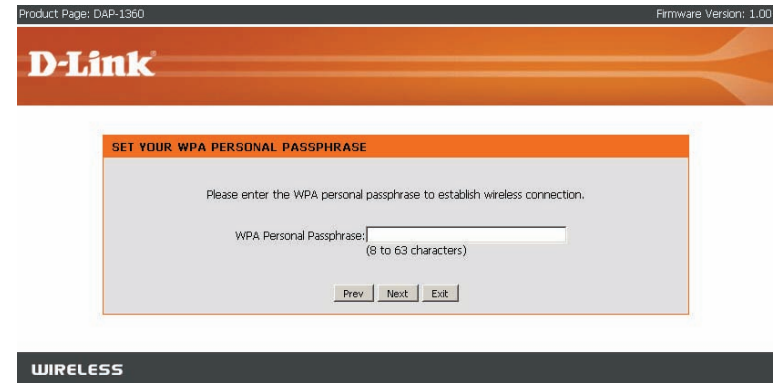 Product Page: DAP-1360 Firmware Version: 1.00
D-Link
SET YOUR WPA PERSONAL PASSPHRASE
Please enter the WPA personal passphrase to establish wireless connection.
WPA Personal Passphrase:
(8 to 63 characters)
Prev Next Exit
WIRELESS